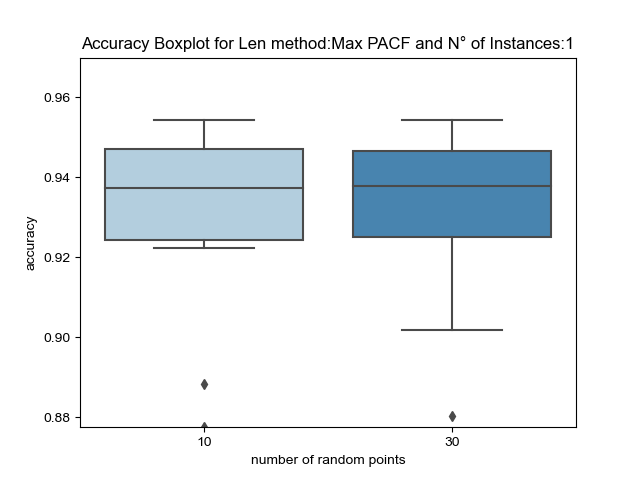 Accuracy Boxplot for Len method:Max PACF and N° of Instances:1
0.96
0.94
0.92
0.90
0.88
accuracy
10
30
number of random points